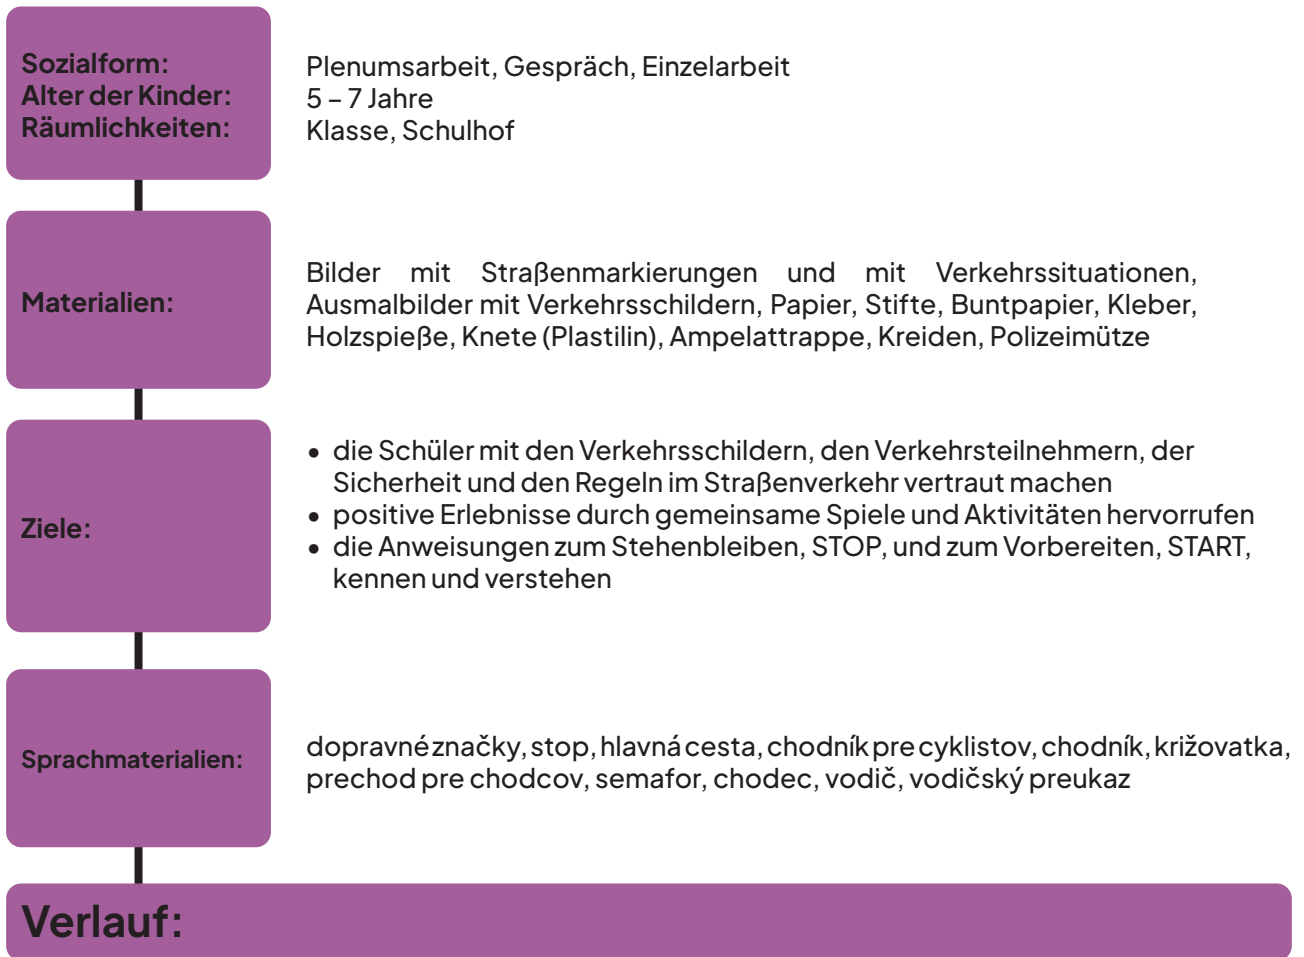 Sozialform:
Alter der Kinder:
Räumlichkeiten:
Plenumsarbeit, Gespräch, Einzelarbeit
5 – 7 Jahre
Klasse, Schulhof
Materialien:
Bilder mit Straßenmarkierungen und mit Verkehrssituationen,
Ausmalbilder mit Verkehrsschildern, Papier, Stifte, Buntpapier, Kleber,
Holzspieße, Knete (Plastilin), Ampelattrappe, Kreiden, Polizeimütze
Ziele:
• die Schüler mit den Verkehrsschildern, den Verkehrsteilnehmern, der
Sicherheit und den Regeln im Straßenverkehr vertraut machen
• positive Erlebnisse durch gemeinsame Spiele und Aktivitäten hervorrufen
• die Anweisungen zum Stehenbleiben, STOP, und zum Vorbereiten, START,
kennen und verstehen
Sprachmaterialien:
dopravné značky, stop, hlavná cesta, chodník pre cyklistov, chodník, križovatka,
prechod pre chodcov, semafor, chodec, vodič, vodičský preukaz
Verlauf: